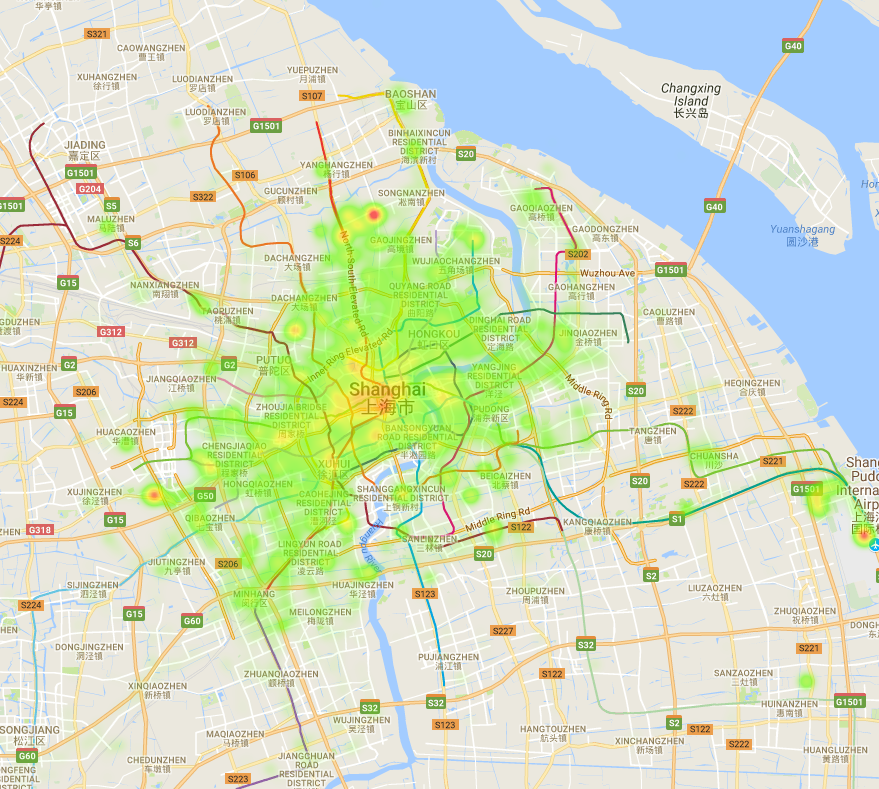 华亭镇
S321
CAOWANGZHEN
曹王镇
G40
YUEPUZHEN
月浦镇
XUHANGZHEN
徐行镇
LUODIANZHEN
罗店镇
Changxing
Island
长兴岛
S107
BAOSHAN
宝山区
LUODIANZHEN
罗店镇
G1501
BINHAIXINCUN
RESIDENTIAL
DISTRICT
海滨新村
JIADING
嘉定区
S20
G1501
YANGHANGZHEN
杨行镇
S106
G204
GUCUNZHEN
顾村镇
S322
SONGNANZHEN
淞南镇
G1501
S5
GAOQIAOZHEN
高桥镇
G40
MALUZHEN
马陆镇
Yuanshagang
圆沙港
GAODONGZHEN
高东镇
S224
S6
GAOJINGZHEN
高境镇
North-South Elevated Rd
S202
DACHANGZHEN
大场镇
WUJIAOCHANGZHEN
五角场镇
Wuzhou Ave
G1501
G15
NANXIANGZHEN
南翔镇
QUYANG ROAD
RESIDENTIAL
DISTRICT
曲阳路
GAOHANGZHEN
高行镇
DACHANGZHEN
大场镇
TAOPUZHEN
桃浦镇
CAOLUZHEN
曹路镇
DINGHAI ROAD
RESIDENTIAL
DISTRICT
定海路
G312
HONGKOU
虹口区
JINQIAOZHEN
金桥镇
G312
Inner Ring Elevated Rd
G2
G2
PUTUO
普陀区
HUAXINZHEN
华新镇
YANGJING
RESIDENTIAL
DISTRICT
洋泾
JIANGQIAOZHEN
江桥镇
Middle Ring Rd
HEQINGZHEN
合庆镇
S206
Shanghai
上海市
S20
S224
G15
ZHOUJIABRIDGE
RESIDENTIAL
DISTRICT
周家桥
PUDONG
浦东新区
S222
HUACAOZHEN
华漕镇
BANSONGYUAN
ROAD RESIDENTIAL
DISTRICT
半淞园路
TANGZHEN
唐镇
CHENGJIAQIAO
RESIDENTIAL
DISTRICT
程家桥
CHUANSHA
川沙
XUHUI
徐汇区
S221
BEICAIZHEN
北蔡镇
S20
S222
HONGQIAOZHEN
虹桥镇
XUJINGZHEN
徐泾镇
G50
SHANGGANGXINCUN
RESIDENTIAL DISTRICT
上钢新村
G1501
CAOHEJING
RESIDENTIAL
DISTRICT
漕河泾
G15
QIBAOZHEN
七宝镇
Middle Ring Rd
S122
KANGQIAOZHEN
康桥镇
S1
G318
Huangpu River
SANLINZHEN
三林镇
LINGYUN ROAD
RESIDENTIAL
DISTRICT
凌云路
S20
JIUTINGZHEN
九亭镇
S206
S2
SIJINGZHEN
泗泾镇
HUAJINGZHEN
华泾镇
MINHANG
闵行区
S123
ZHOUPUZHEN
周浦镇
LIUZAOZHEN
六灶镇
S224
G15
G60
MEILONGZHEN
梅陇镇
ZHUQIAOZHEN
祝桥镇
S227
DONGJINGZHEN
洞泾镇
S32
S221
PUJIANGZHEN
浦江镇
ZHUANQIAOZHEN
颛桥镇
S122
SANZAOZHEN
三灶镇
XINQIAOZHEN
新桥镇
S32
S32
G1501
HUINANZHEN
惠南镇
WUJINGZHEN
吴泾镇
S123
S2
S122
SONGJIANG
松江区
MAQIAOZHEN
马桥镇
HANGTOUZHEN
航头镇
XINCHANGZHEN
新场镇
S222
G60
HUANGLUZHEN
黄路镇
CHEDUNZHEN
车墩镇
JIANGCHUAN
ROAD
RESIDENTIAL
DISTRICT
S223